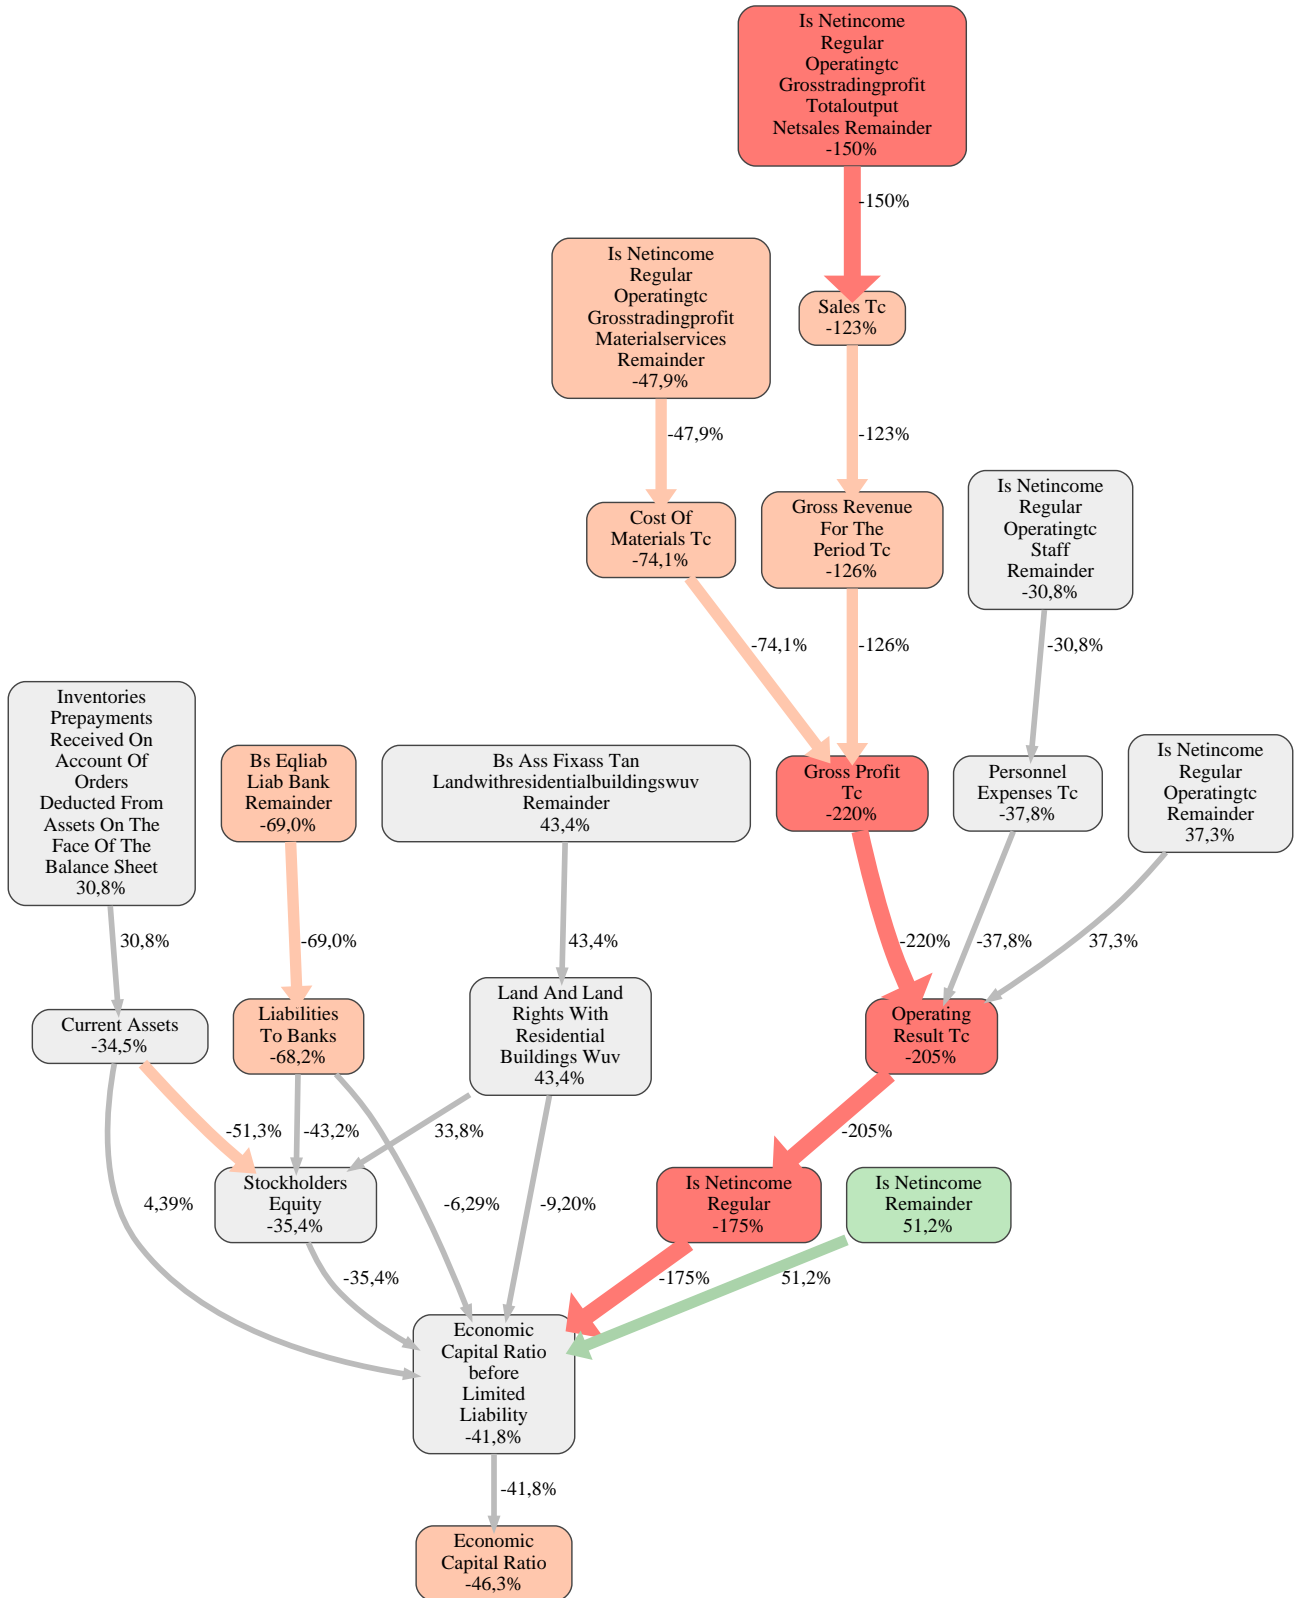 Is Netincome
Regular
Operatingtc
Grosstradingprofit
Totaloutput
Netsales Remainder
-150%
-150%
Is Netincome
Regular
Operatingtc
Grosstradingprofit
Materialservices
Remainder
-47,9%
Sales Tc
-123%
-47,9%
-123%
Cost Of
Materials Tc
-74,1%
Gross Revenue
For The
Period Tc
-126%
Is Netincome
Regular
Operatingtc
Staff
Remainder
-30,8%
-74,1%
-126%
-30,8%
Inventories
Prepayments
Received On
Account Of
Orders
Deducted From
Assets On The
Face Of The
Balance Sheet
30,8%
Bs Eqliab
Liab Bank
Remainder
-69,0%
Bs Ass Fixass Tan
Landwithresidentialbuildingswuv
Remainder
43,4%
Gross Profit
Tc
-220%
Personnel
Expenses Tc
-37,8%
Is Netincome
Regular
Operatingtc
Remainder
37,3%
30,8%
-69,0%
43,4%
-220%
-37,8%
37,3%
Current Assets
-34,5%
Liabilities
To Banks
-68,2%
Land And Land
Rights With
Residential
Buildings Wuv
43,4%
Operating
Result Tc
-205%
-51,3%
-43,2%
33,8%
-205%
Stockholders
Equity
-35,4%
Is Netincome
Regular
-175%
Is Netincome
Remainder
51,2%
4,39%
-6,29%
-9,20%
-35,4%
-175%
51,2%
Economic
Capital Ratio
before
Limited
Liability
-41,8%
-41,8%
Economic
Capital Ratio
-46,3%